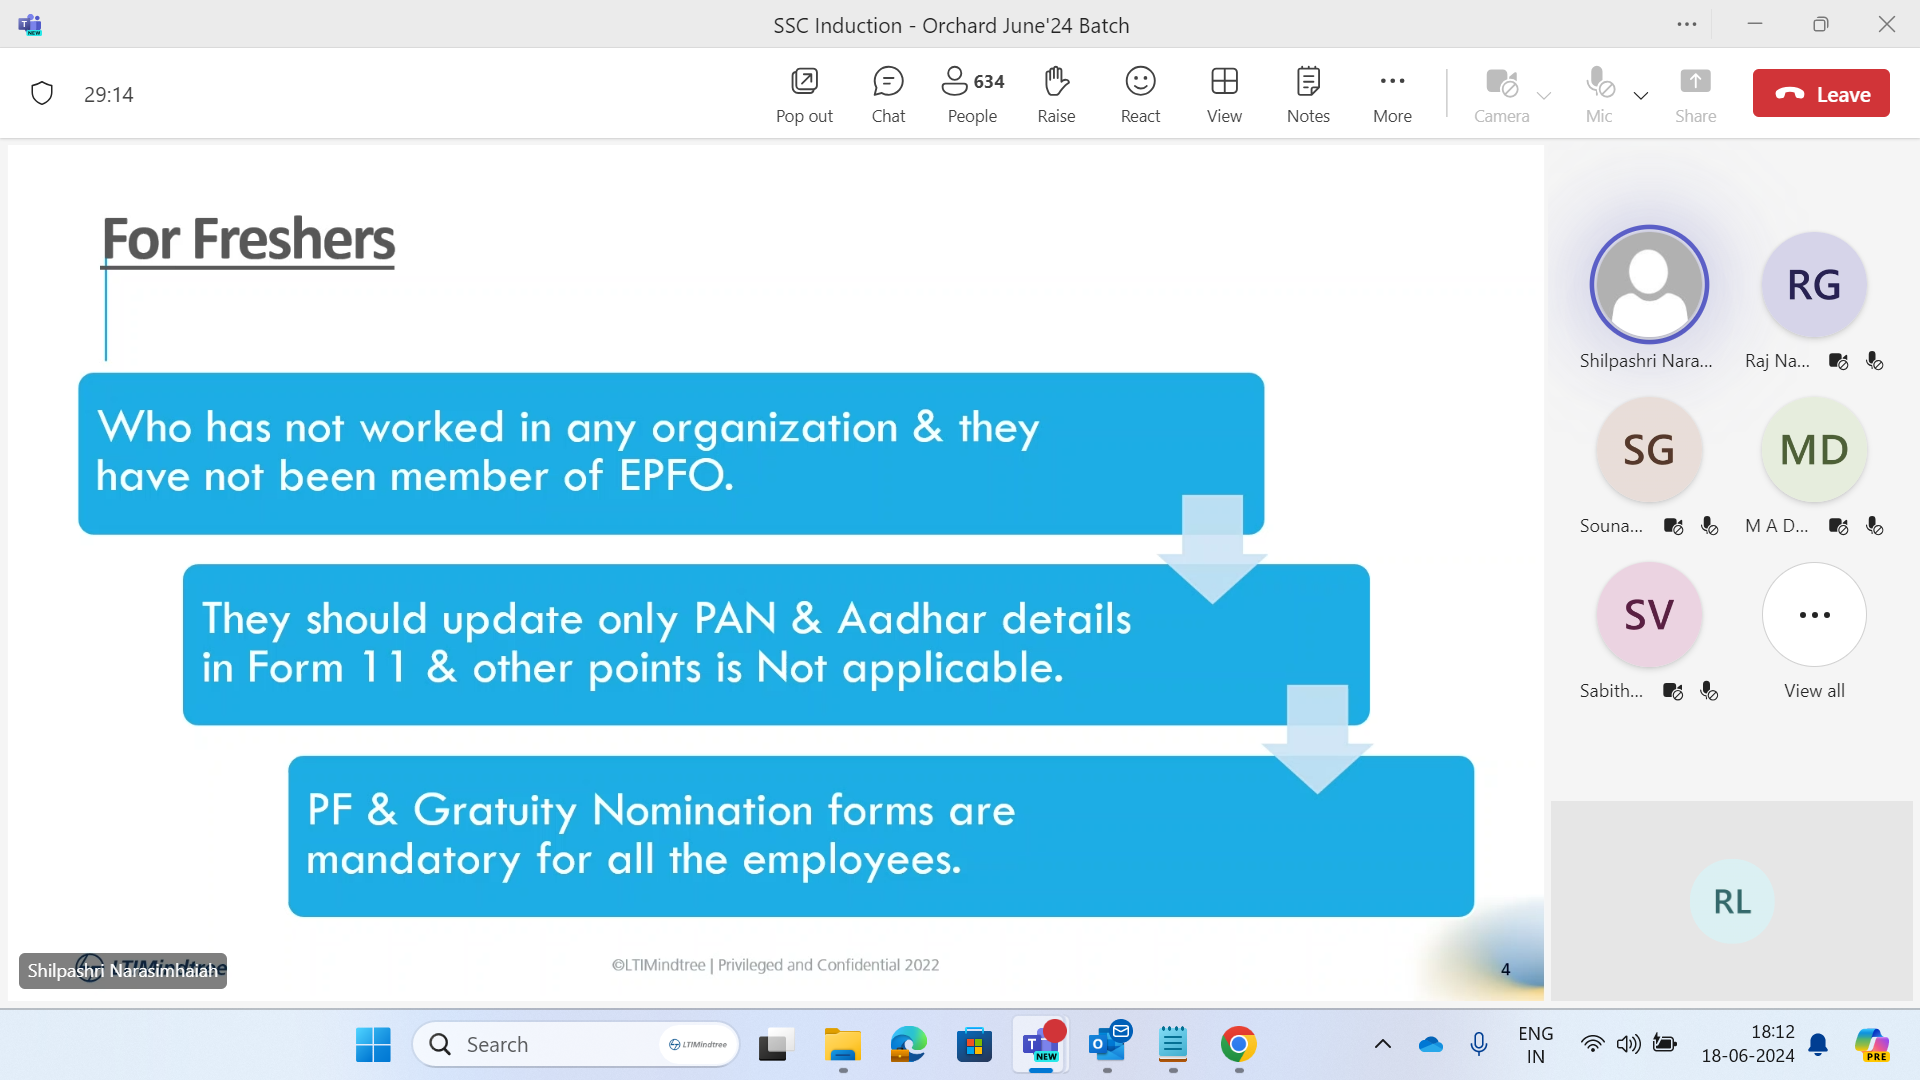 SSC Induction - Orchard June'24 Batch
29:14
Pop out
Chat
634
People
Raise
React
View
Notes
More
Camera
Mic
Share
Leave
For Freshers
Who has not worked in any organization & they
have not been member of EPFO.
They should update only PAN & Aadhar details
in Form 11 & other points is Not applicable.
PF & Gratuity Nomination forms are
mandatory for all the employees.
Shilpashri Narasimhaiah
©LTIMindtree | Privileged and Confidential 2022
4
Shilpashri Nara...
RG
Raj Na...
SG
Souna...
MD
M A D...
SV
Sabith...
View all
RL
Search
LTIMindtree
NEW
ENG
IN
18:12
18-06-2024
PRE